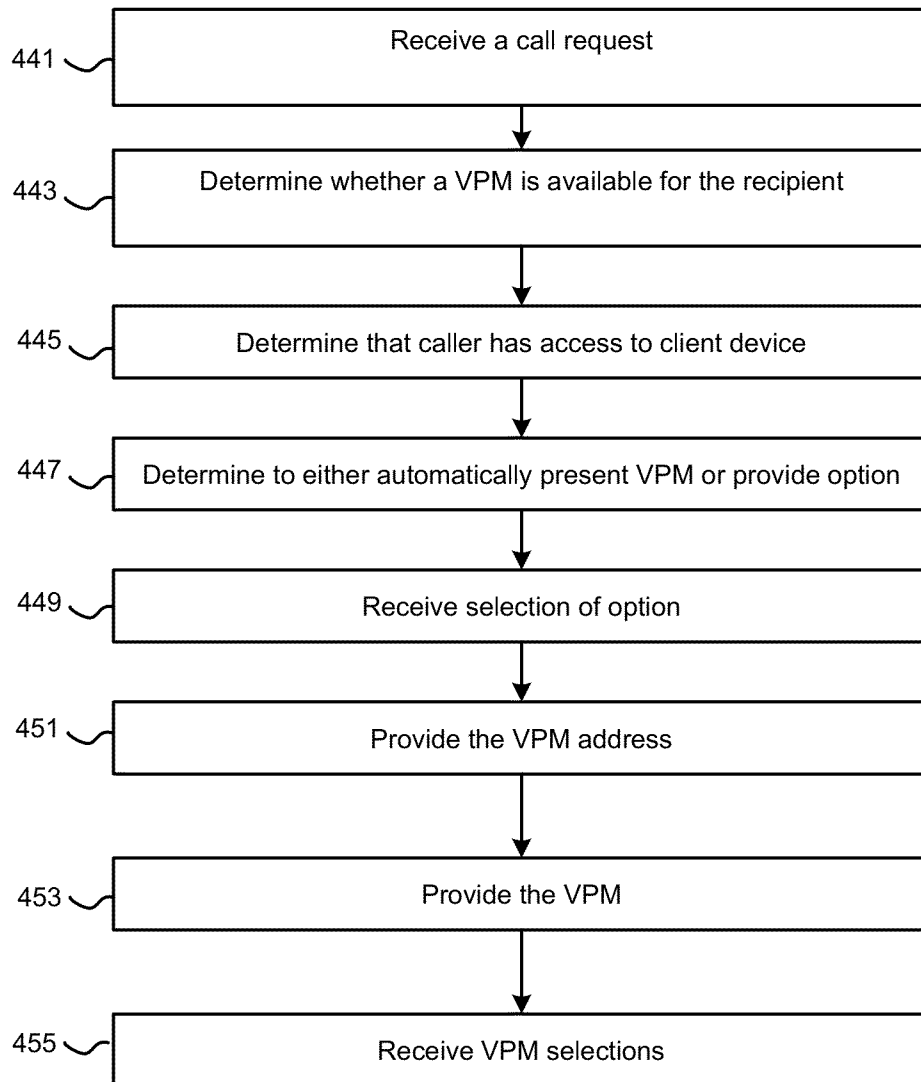 Receive a call request
441
Determine whether a VPM is available for the recipient
443
Determine that caller has access to client device
445
Determine to either automatically present VPM or provide option
447
Receive selection of option
449
Provide the VPM address
451
Provide the VPM
453
Receive VPM selections
455